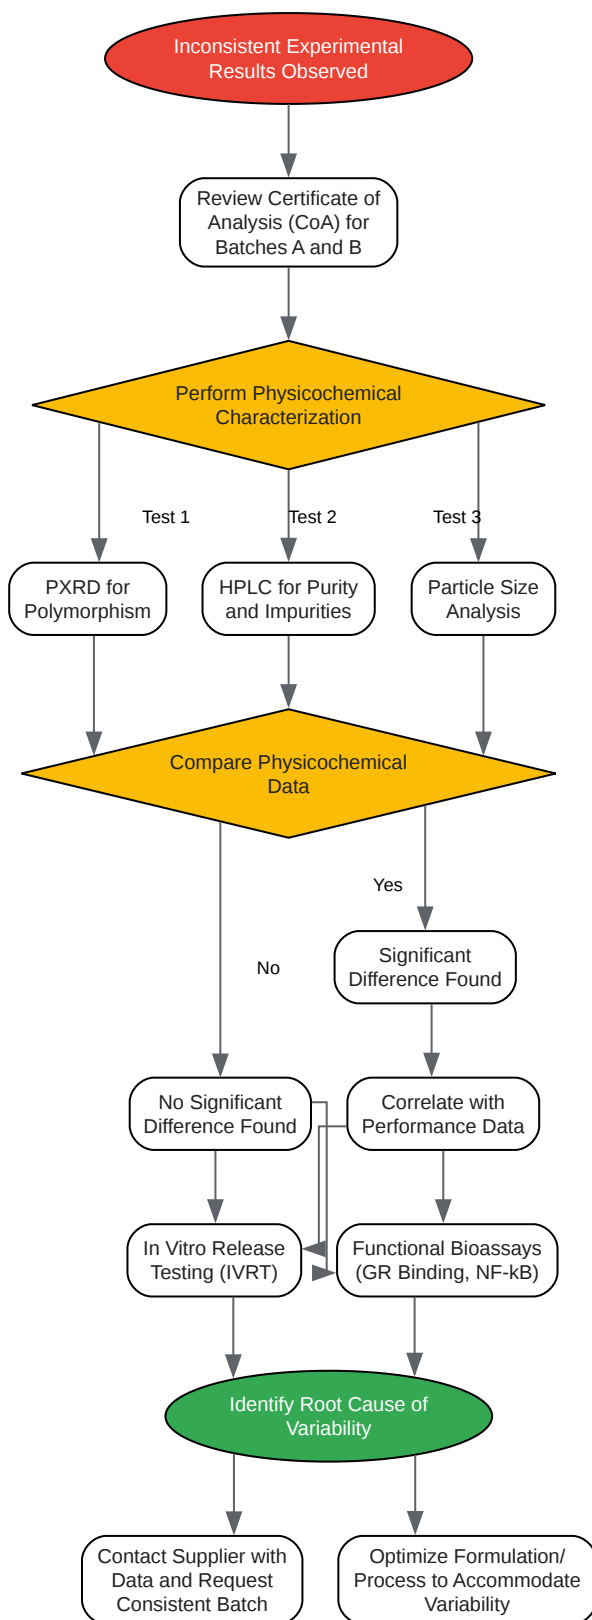 Inconsistent Experimental
Results Observed
Review Certificate of
Analysis (CoA) for
Batches A and B
Perform Physicochemical
Characterization
Test 1
Test 2
Test 3
PXRD for
Polymorphism
HPLC for Purity
and Impurities
Particle Size
Analysis
Compare Physicochemical
Data
Yes
No
Significant
Difference Found
No Significant
Difference Found
Correlate with
Performance Data
In Vitro Release
Testing (IVRT)
Functional Bioassays
(GR Binding, NF-kB)
Identify Root Cause of
Variability
Contact Supplier with
Data and Request
Consistent Batch
Optimize Formulation/
Process to Accommodate
Variability